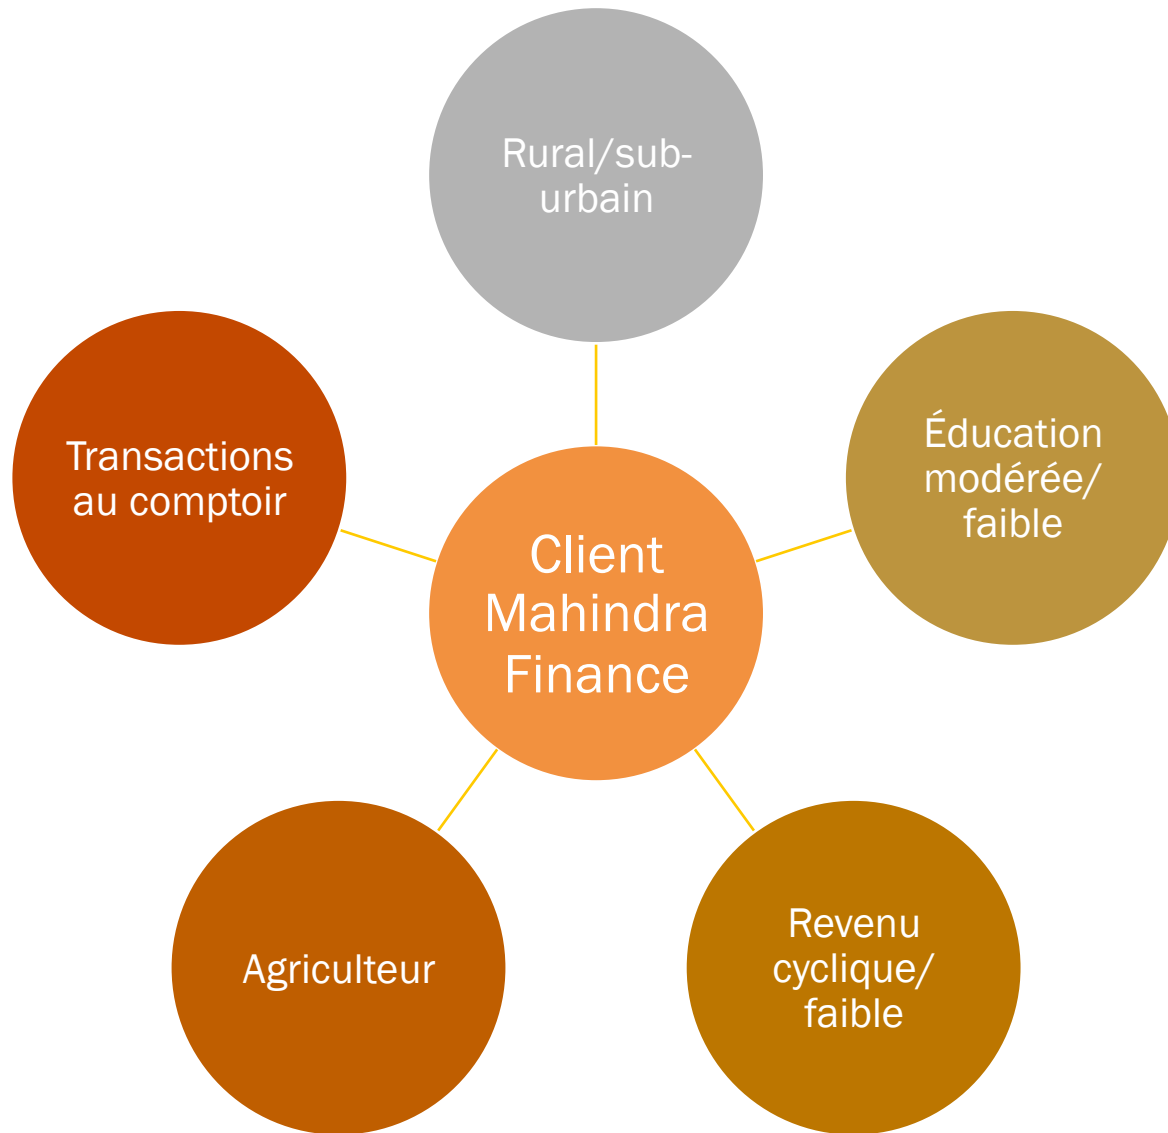 Rural/sub-
urbain
Éducation
modérée/
faible
Transactions
au comptoir
Client
Mahindra
Finance
Agriculteur
Revenu
cyclique/
faible